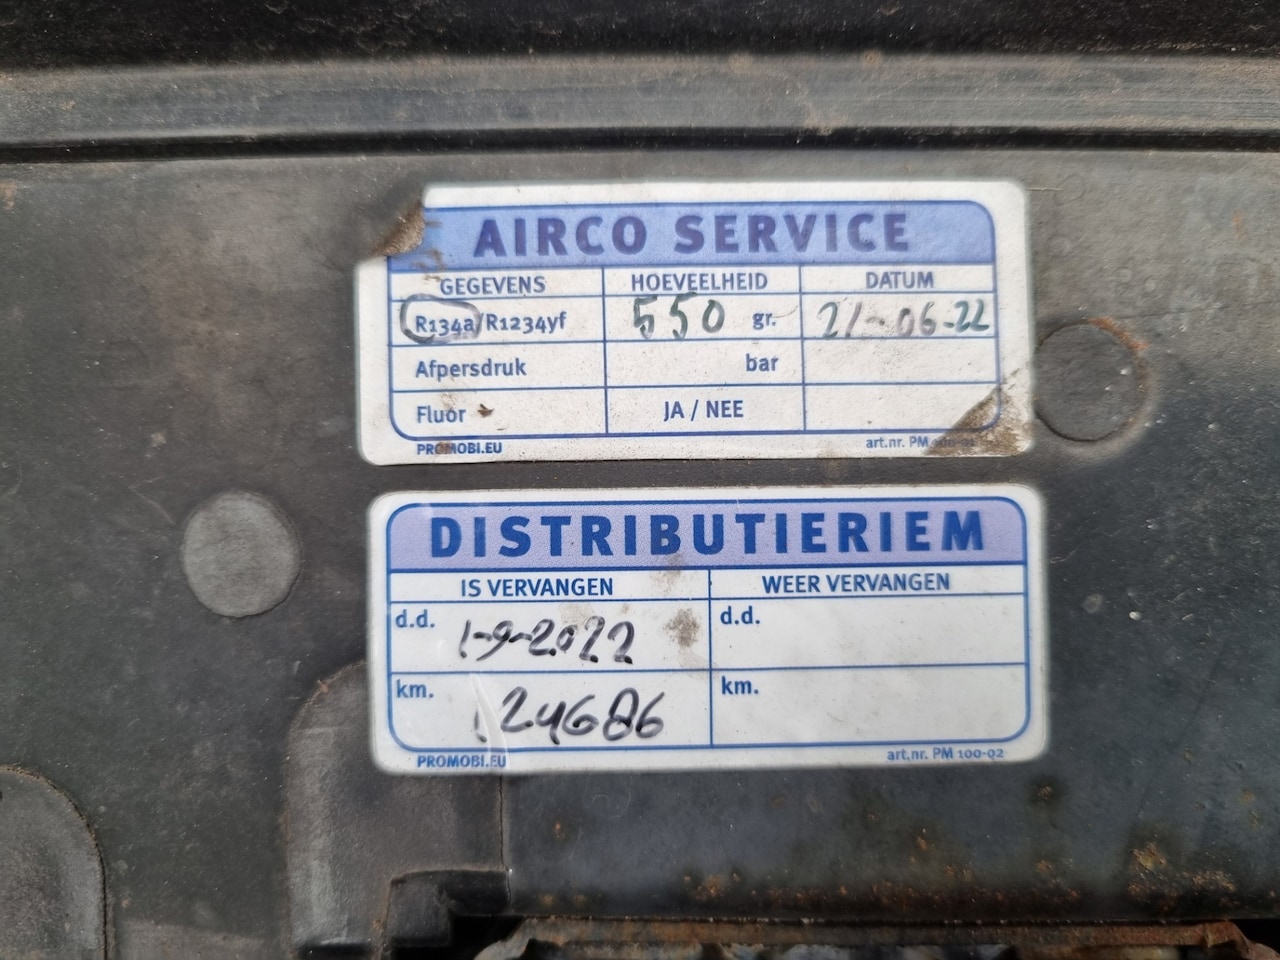 AIRCO SERVICE
GEGEVENS HOEVEELHEID DATUM
R134a/R1234yf 550 gr. 21-06-22
Afpersdruk bar
Fluor JA / NEE
PROMOBI.EU art.nr. PM
DISTRIBUTIERIEM
IS VERVANGEN WEER VERVANGEN
d.d. 1-9-2022 d.d.
km. 124686 km.
PROMOBI.EU art.nr. PM 100-02